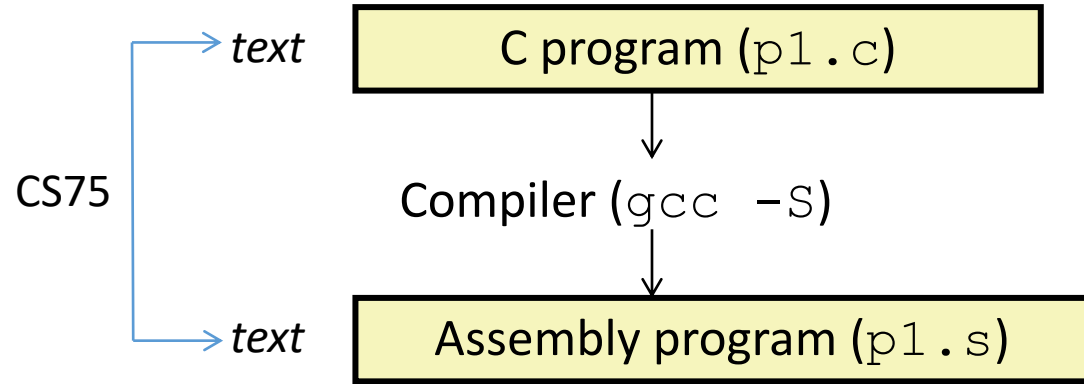 text C program (p1.c)
CS75 Compiler (gcc -S)
text Assembly program (p1.s)